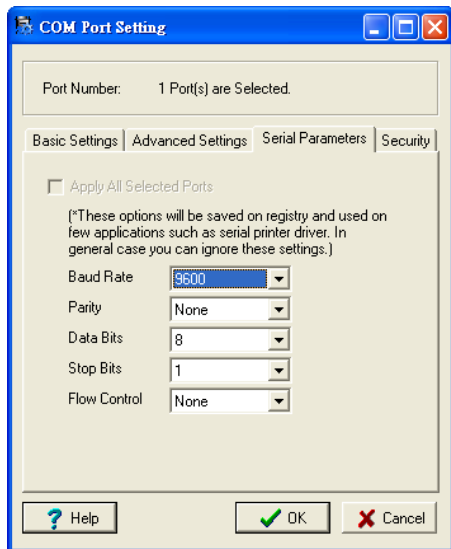 COM Port Setting
Port Number: 1 Port(s) are Selected.
Basic Settings Advanced Settings Serial Parameters Security
Apply All Selected Ports
(*These options will be saved on registry and used on
few applications such as serial printer driver. In
general case you can ignore these settings.)
Baud Rate 9600
Parity None
Data Bits 8
Stop Bits 1
Flow Control None
? Help OK Cancel